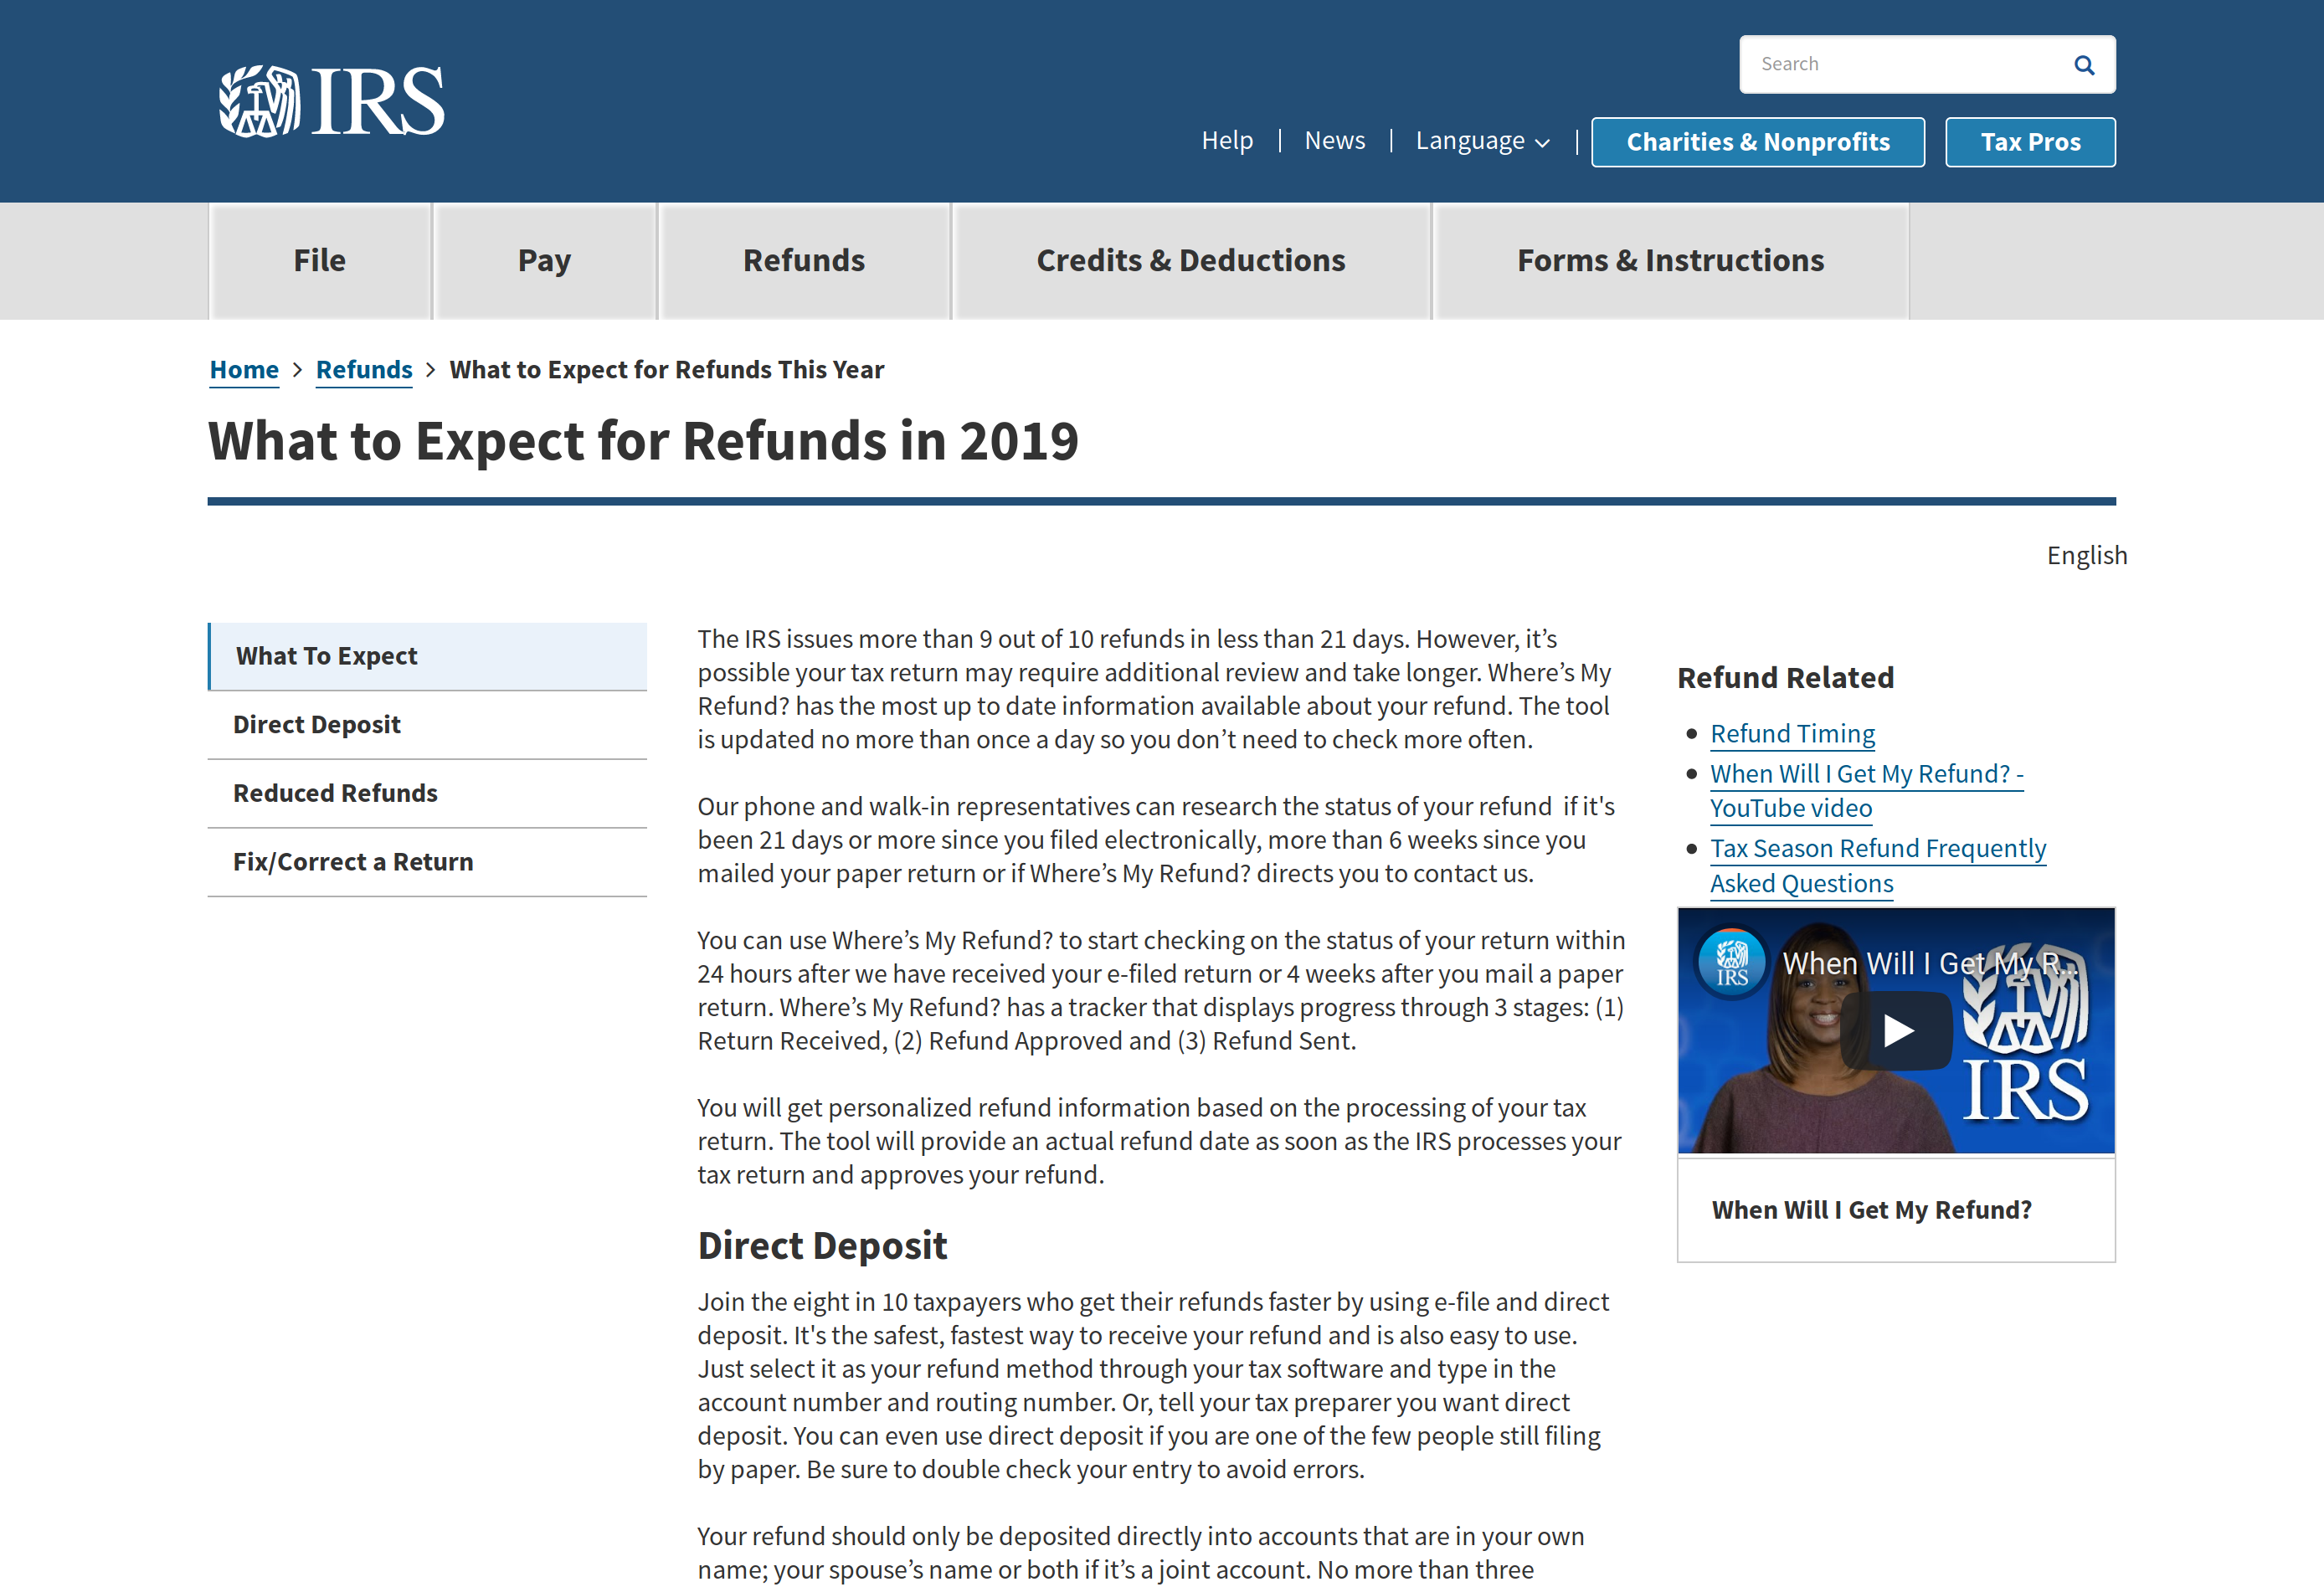 IRS
Search
Help
News
Language
Charities & Nonprofits
Tax Pros
File
Pay
Refunds
Credits & Deductions
Forms & Instructions
Home > Refunds > What to Expect for Refunds This Year
What to Expect for Refunds in 2019
English
What To Expect
Direct Deposit
Reduced Refunds
Fix/Correct a Return
The IRS issues more than 9 out of 10 refunds in less than 21 days. However, it’s
possible your tax return may require additional review and take longer. Where’s My
Refund? has the most up to date information available about your refund. The tool
is updated no more than once a day so you don’t need to check more often.
Our phone and walk-in representatives can research the status of your refund  if it's
been 21 days or more since you filed electronically, more than 6 weeks since you
mailed your paper return or if Where’s My Refund? directs you to contact us.
You can use Where’s My Refund? to start checking on the status of your return within
24 hours after we have received your e-filed return or 4 weeks after you mail a paper
return. Where’s My Refund? has a tracker that displays progress through 3 stages: (1)
Return Received, (2) Refund Approved and (3) Refund Sent.
You will get personalized refund information based on the processing of your tax
return. The tool will provide an actual refund date as soon as the IRS processes your
tax return and approves your refund.
Direct Deposit
Join the eight in 10 taxpayers who get their refunds faster by using e-file and direct
deposit. It's the safest, fastest way to receive your refund and is also easy to use.
Just select it as your refund method through your tax software and type in the
account number and routing number. Or, tell your tax preparer you want direct
deposit. You can even use direct deposit if you are one of the few people still filing
by paper. Be sure to double check your entry to avoid errors.
Your refund should only be deposited directly into accounts that are in your own
name; your spouse’s name or both if it’s a joint account. No more than three
Refund Related
Refund Timing
When Will I Get My Refund? -
YouTube video
Tax Season Refund Frequently
Asked Questions
IRS
When Will I Get My R...
IRS
When Will I Get My Refund?